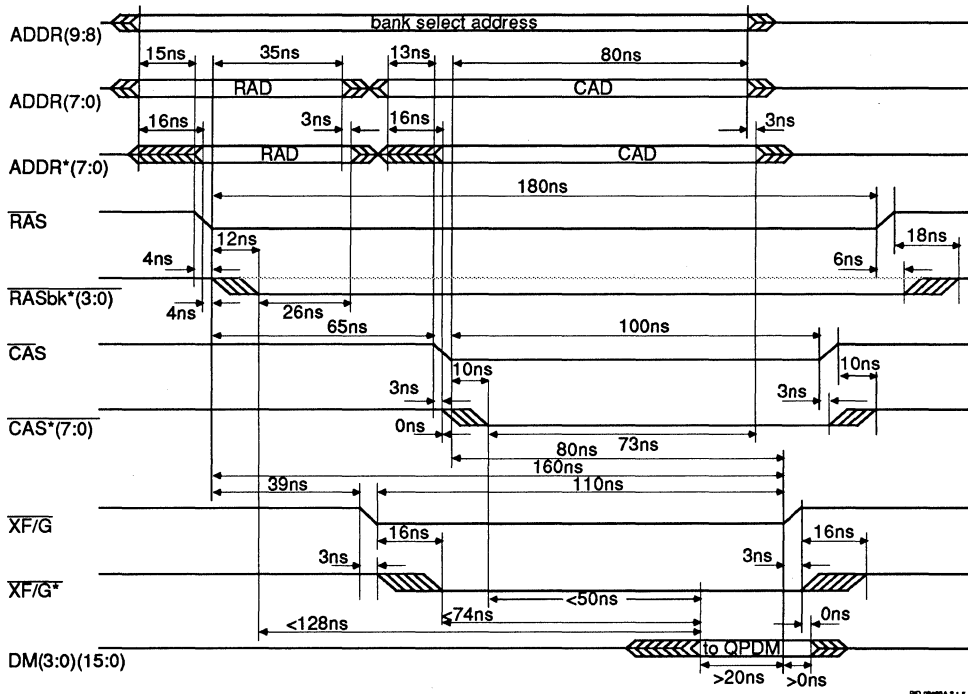 bank select address
ADDR(9:8)
15ns 35ns 13ns 80ns
RAD CAD
ADDR(7:0)
16ns 3ns 16ns 3ns
RAD CAD
ADDR*(7:0)
180ns
RAS
12ns 18ns
4ns 6ns
RASbk*(3:0)
4ns 26ns
65ns 100ns
CAS
10ns 10ns
3ns 3ns
CAS*(7:0)
0ns 73ns
80ns
160ns
39ns 110ns
XF/G
16ns 16ns
3ns 3ns
XF/G*
<50ns
<74ns 0ns
<128ns
to QPDM
DM(3:0)(15:0)
>20ns >0ns